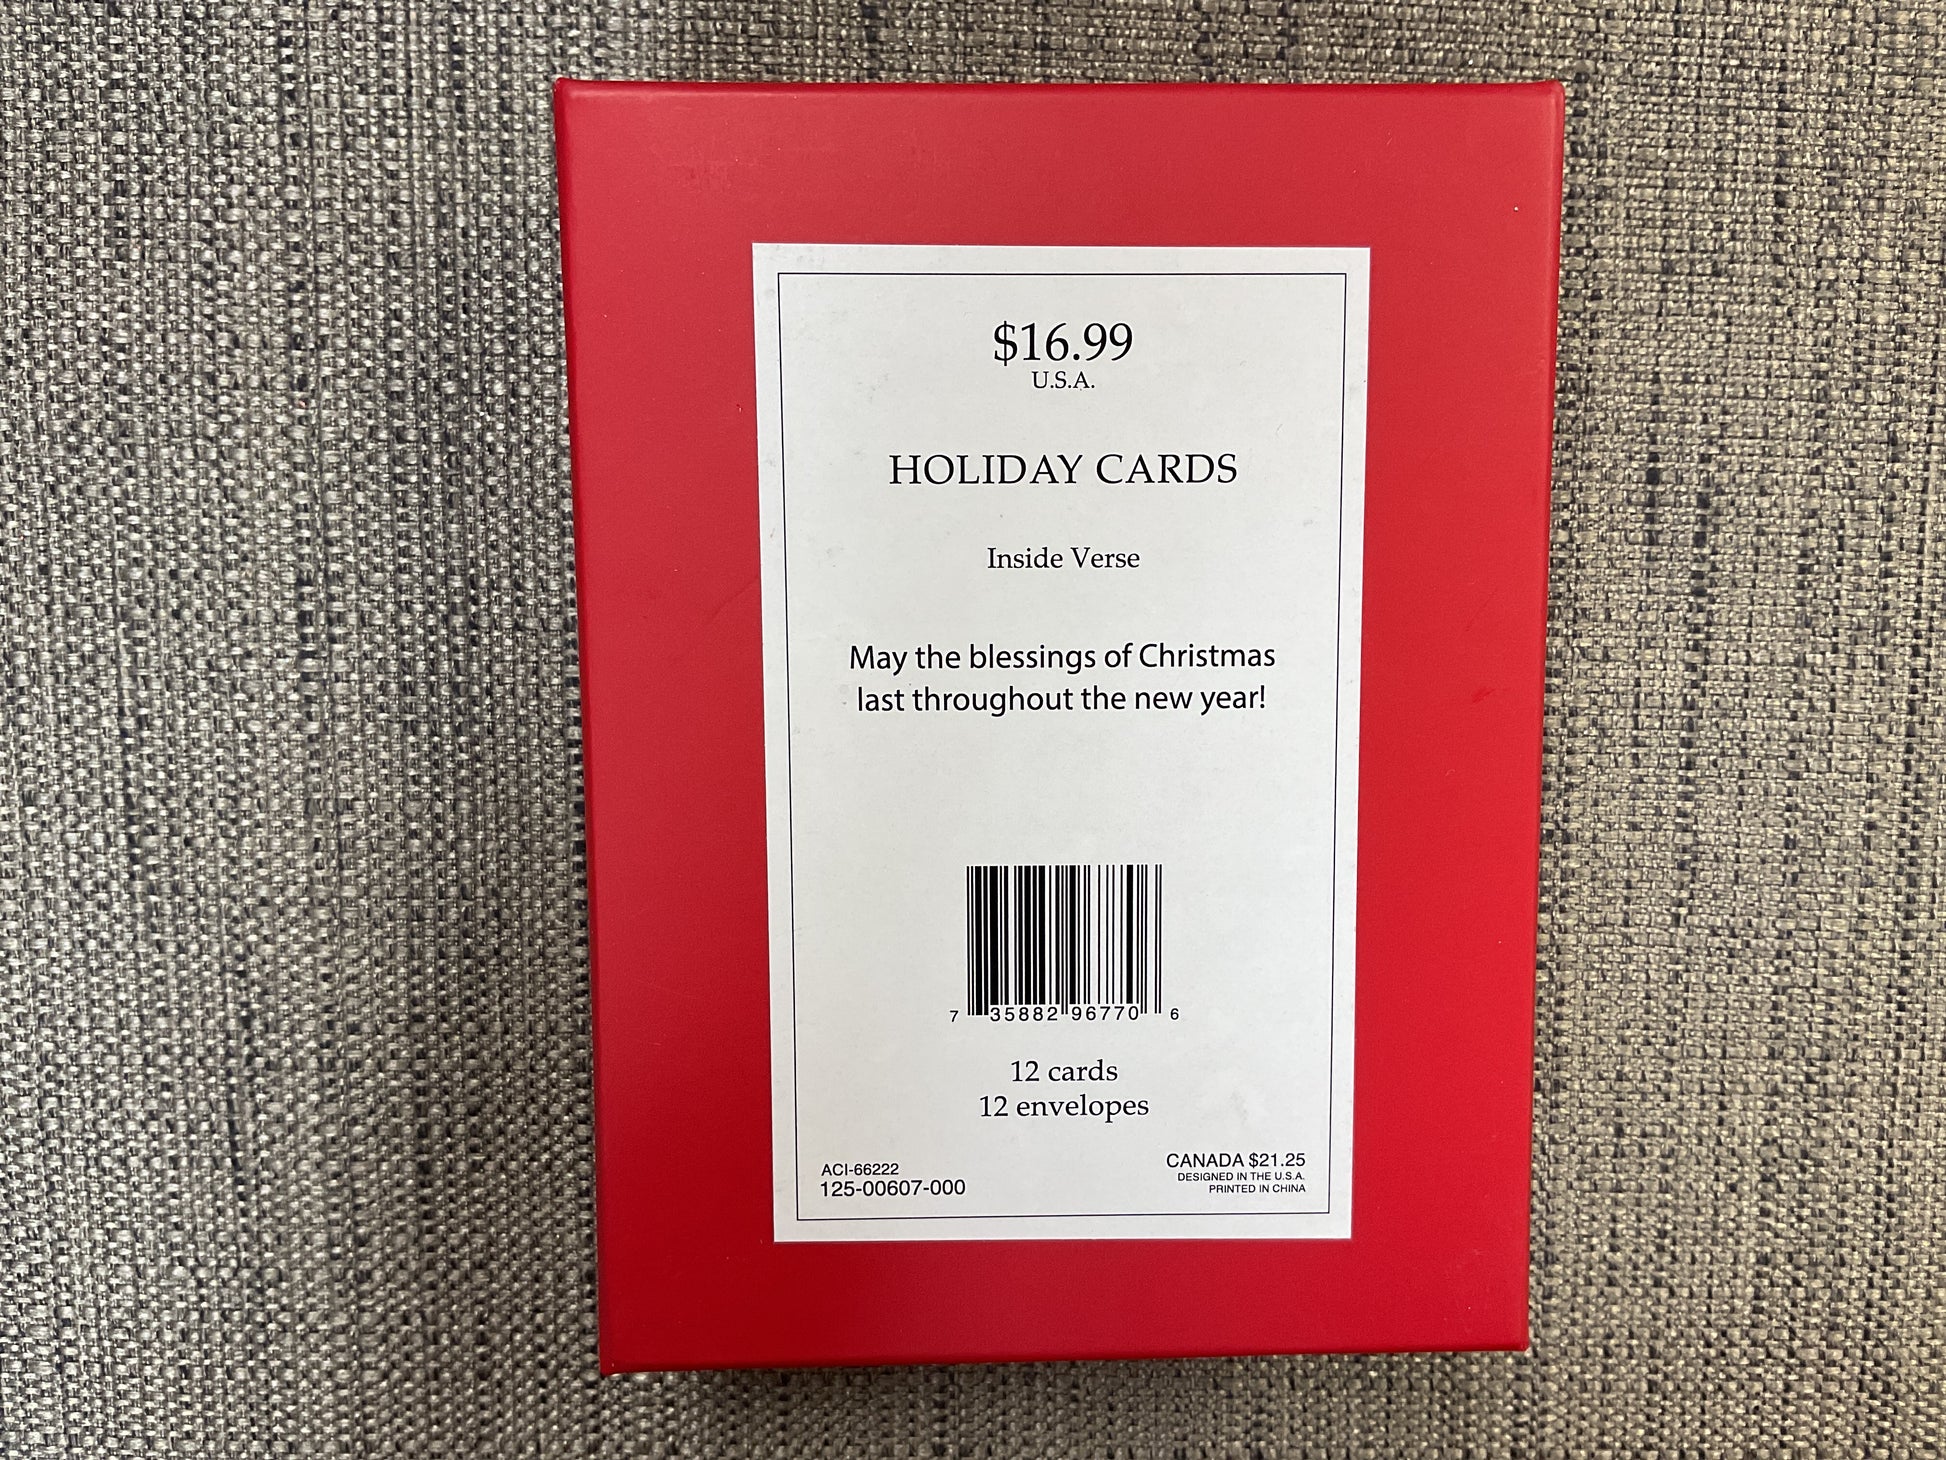 $16.99
U.S.A.
HOLIDAY CARDS
Inside Verse
May the blessings of Christmas
last throughout the new year!
7 35882 96770 6
12 cards
12 envelopes
ACI-66222
125-00607-000
CANADA $21.25
DESIGNED IN THE U.S.A.
PRINTED IN CHINA